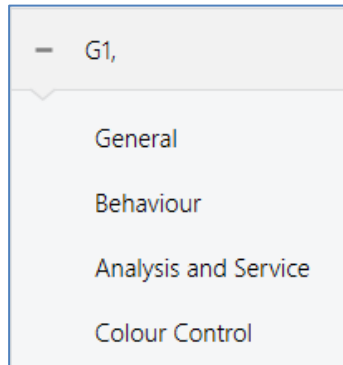 G1,
General
Behaviour
Analysis and Service
Colour Control